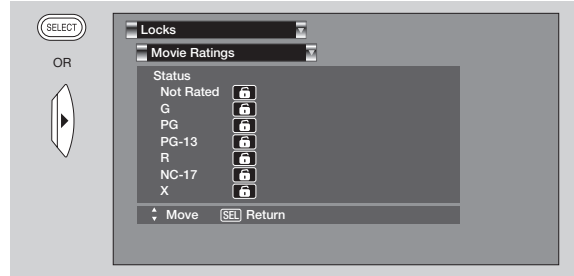 SELECT
OR
Locks
Movie Ratings
Status
Not Rated
G
PG
PG-13
R
NC-17
X
Move SEL Return